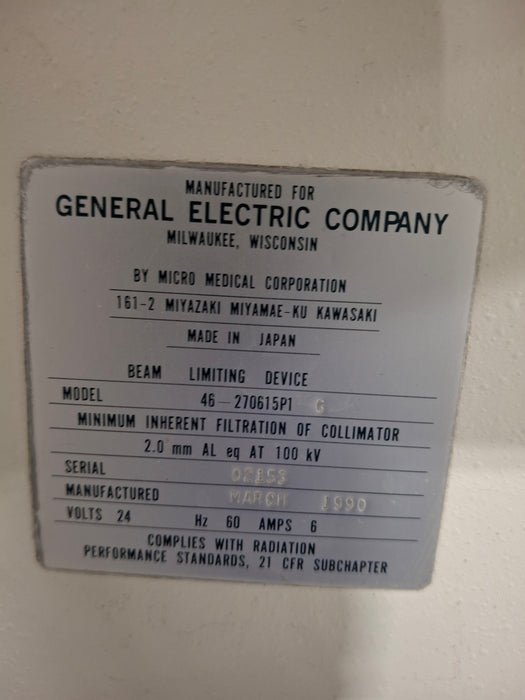 MANUFACTURED FOR
GENERAL ELECTRIC COMPANY
MILWAUKEE, WISCONSIN
BY MICRO MEDICAL CORPORATION
161-2 MIYAZAKI MIYAMAE-KU KAWASAKI
MADE IN JAPAN
BEAM LIMITING DEVICE
MODEL 46-270615P1 G
MINIMUM INHERENT FILTRATION OF COLLIMATOR
2.0 mm AL eq AT 100 kV
SERIAL 02153
MANUFACTURED MARCH 1990
VOLTS 24 Hz 60 AMPS 6
COMPLIES WITH RADIATION
PERFORMANCE STANDARDS, 21 CFR SUBCHAPTER